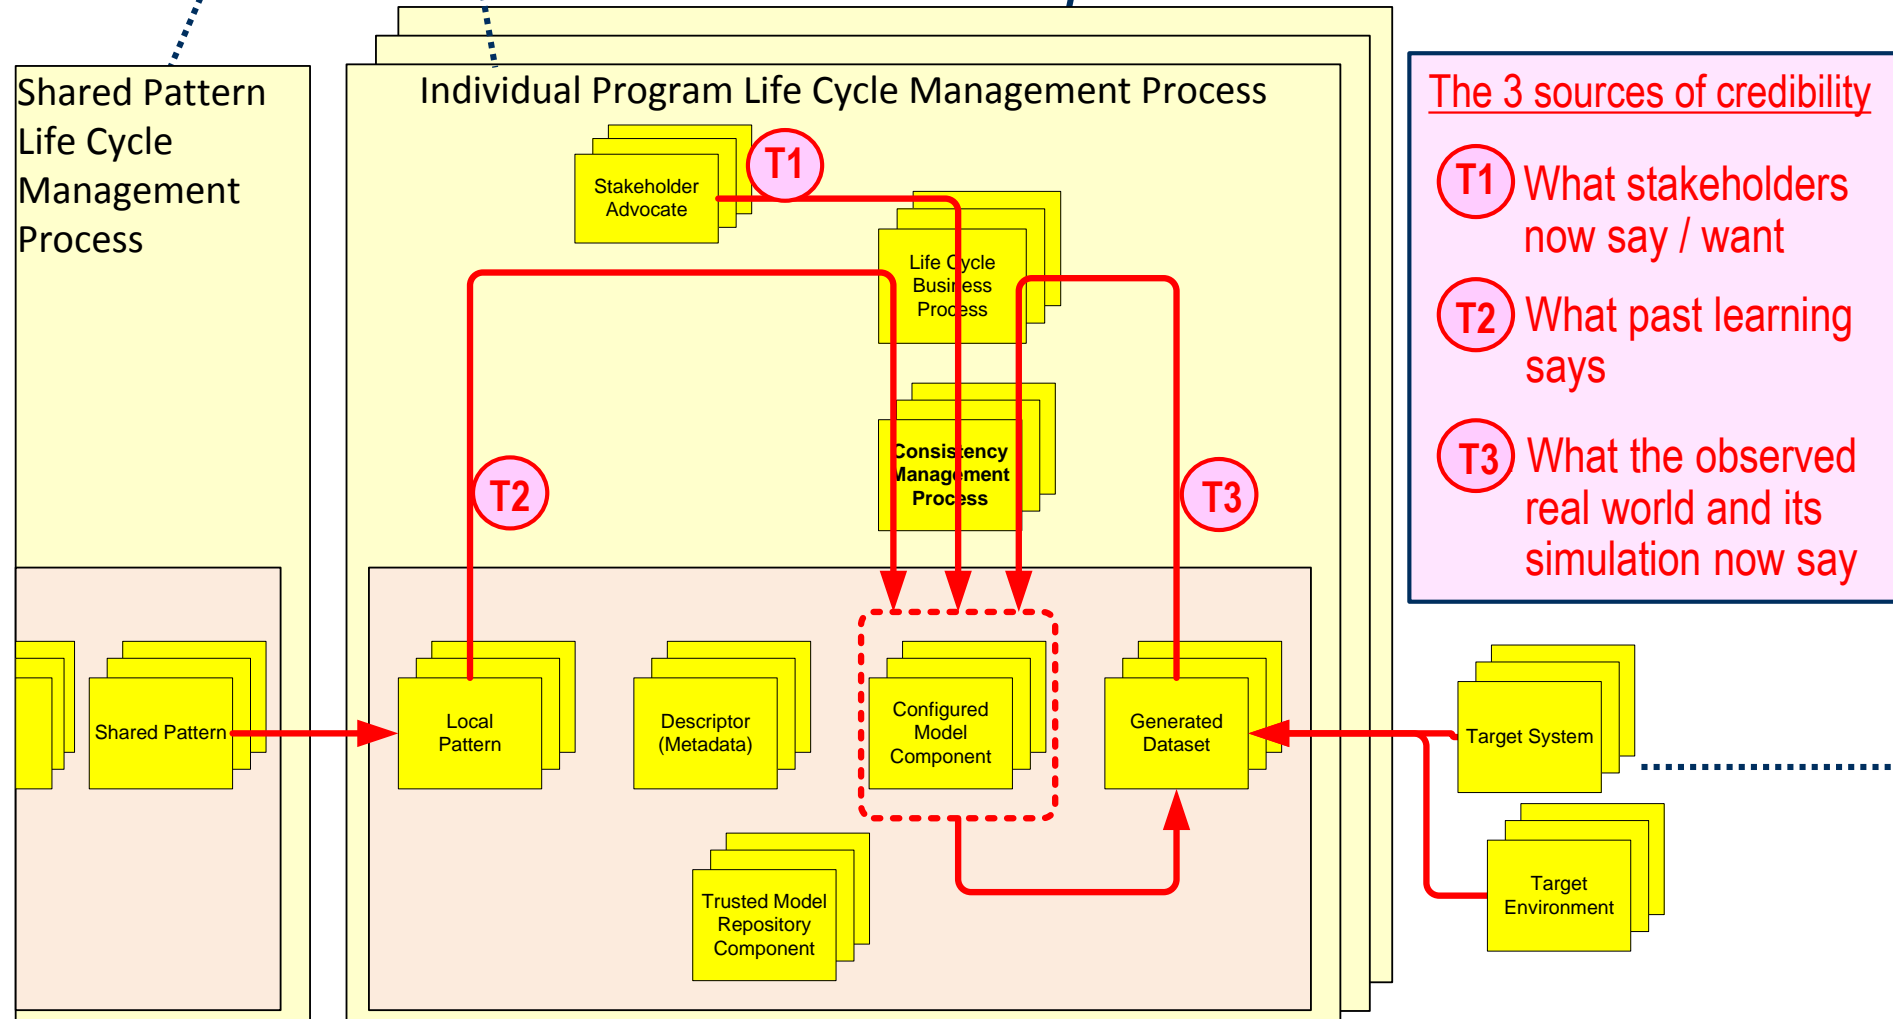 Shared Pattern
Life Cycle
Management
Process
Individual Program Life Cycle Management Process
Stakeholder
Advocate
T1
Life Cycle
Business
Process
Consistency
Management
Process
T2
T3
Shared Pattern
Local
Pattern
Descriptor
(Metadata)
Configured
Model
Component
Generated
Dataset
Trusted Model
Repository
Component
The 3 sources of credibility
T1 What stakeholders
now say / want
T2 What past learning
says
T3 What the observed
real world and its
simulation now say
Target System
Target
Environment